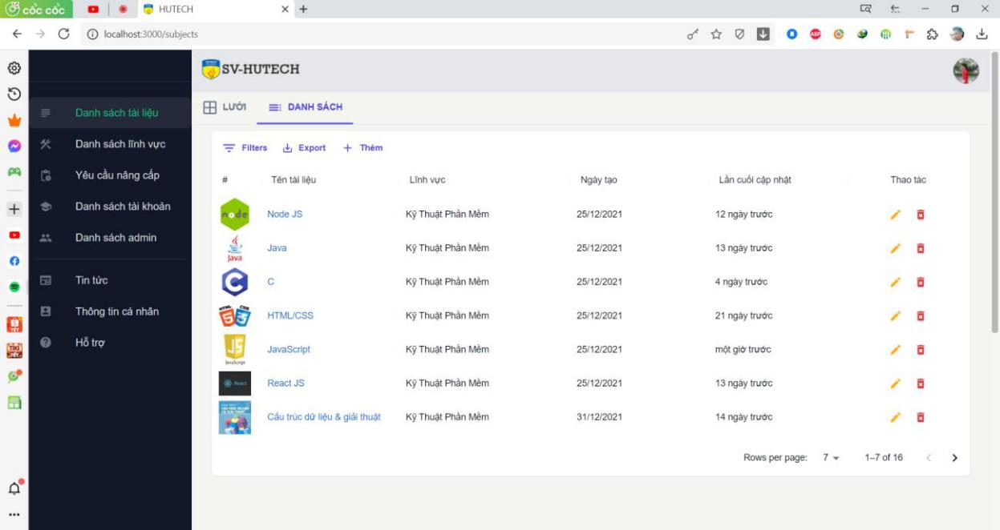 cốc cốc
HUTECH
localhost:3000/subjects
ABP
SV-HUTECH
LƯỚI DANH SÁCH
Danh sách tài liệu
Danh sách lĩnh vực
Yêu cầu nâng cấp
Danh sách tài khoản
Danh sách admin
Tin tức
Thông tin cá nhân
Hỗ trợ
Filters Export Thêm
# Tên tài liệu Lĩnh vực Ngày tạo Lần cuối cập nhật Thao tác
node Node JS Kỹ Thuật Phần Mềm 25/12/2021 12 ngày trước
Java Java Kỹ Thuật Phần Mềm 25/12/2021 13 ngày trước
C C Kỹ Thuật Phần Mềm 25/12/2021 4 ngày trước
HTML CSS 5 3 HTML/CSS Kỹ Thuật Phần Mềm 25/12/2021 21 ngày trước
JS JavaScript JavaScript Kỹ Thuật Phần Mềm 25/12/2021 một giờ trước
React React JS Kỹ Thuật Phần Mềm 25/12/2021 13 ngày trước
Cấu trúc dữ liệu & giải thuật Kỹ Thuật Phần Mềm 31/12/2021 14 ngày trước
Rows per page: 7 1–7 of 16